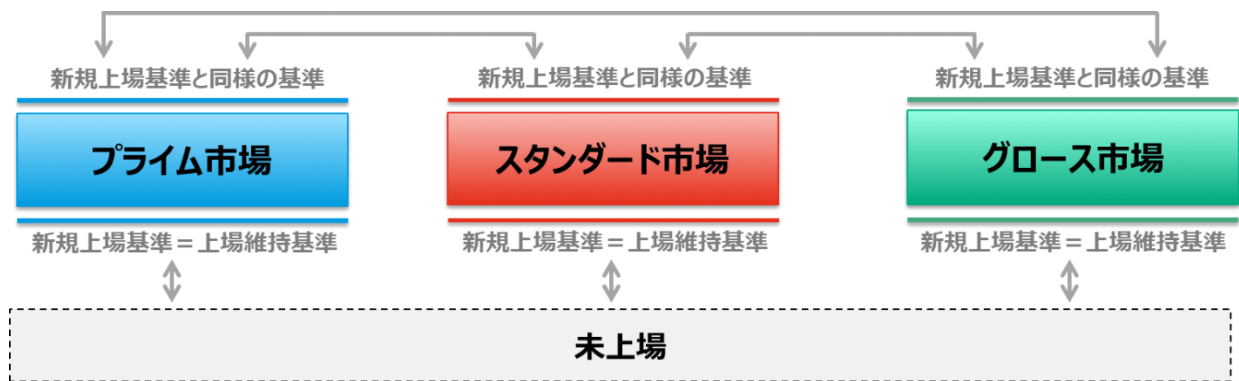 新規上場基準と同様の基準
新規上場基準と同様の基準
新規上場基準と同様の基準
プライム市場
スタンダード市場
グロース市場
新規上場基準＝上場維持基準
新規上場基準＝上場維持基準
新規上場基準＝上場維持基準
未上場